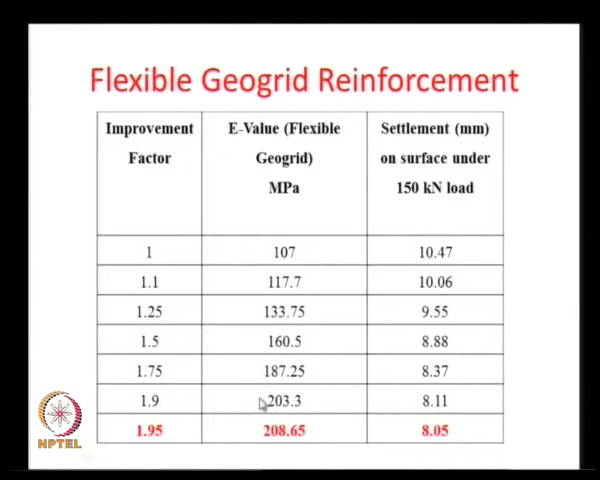 Flexible Geogrid Reinforcement
Improvement Factor | E-Value (Flexible Geogrid) MPa | Settlement (mm) on surface under 150 kN load
1 | 107 | 10.47
1.1 | 117.7 | 10.06
1.25 | 133.75 | 9.55
1.5 | 160.5 | 8.88
1.75 | 187.25 | 8.37
1.9 | 203.3 | 8.11
1.95 | 208.65 | 8.05
NPTEL